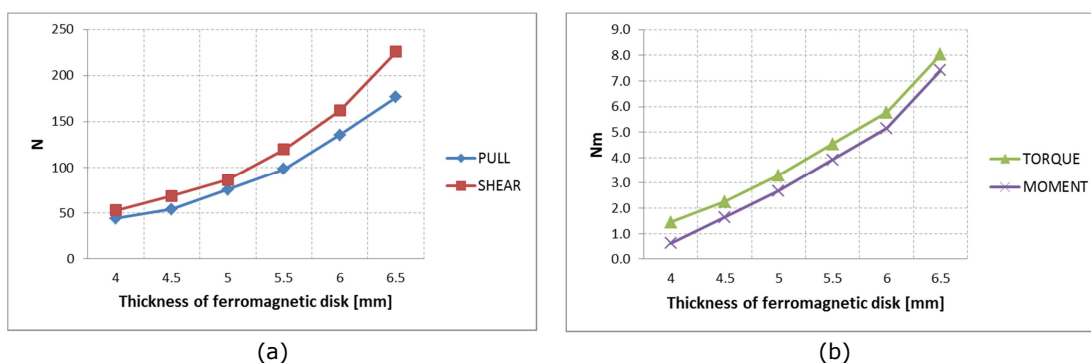 250
200
150
100
50
0
N
4 4.5 5 5.5 6 6.5
Thickness of ferromagnetic disk [mm]
PULL
SHEAR
(a)
9.0
8.0
7.0
6.0
5.0
4.0
3.0
2.0
1.0
0.0
Nm
4 4.5 5 5.5 6 6.5
Thickness of ferromagnetic disk [mm]
TORQUE
MOMENT
(b)